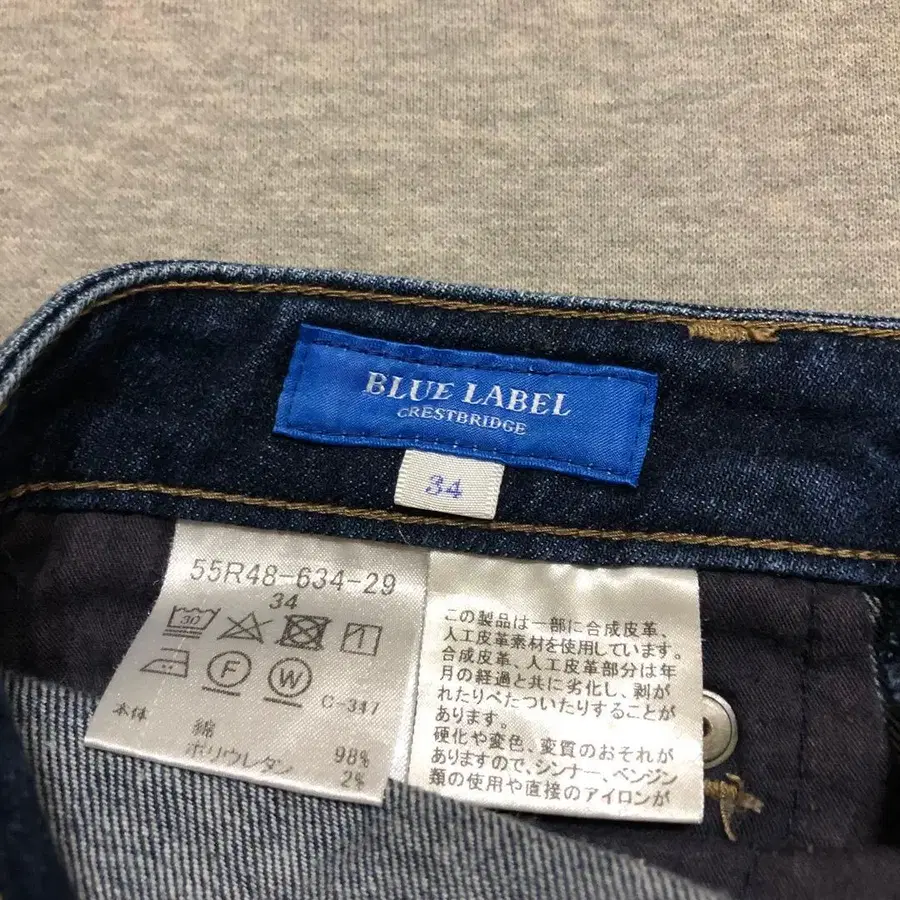 BLUE LABEL
CRESTBRIDGE
34
55R48-634-29
34
30
1
F
W
C-347
本体
綿 98%
ポリウレタン 2%
この製品は一部に合成皮革、
人工皮革素材を使用しています。
合成皮革、人工皮革部分は年
月の経過と共に劣化し、剥が
れたりべたついたりすることが
あります。
硬化や変色、変質のおそれが
ありますので、シンナー、ベンジン
類の使用や直接のアイロンが